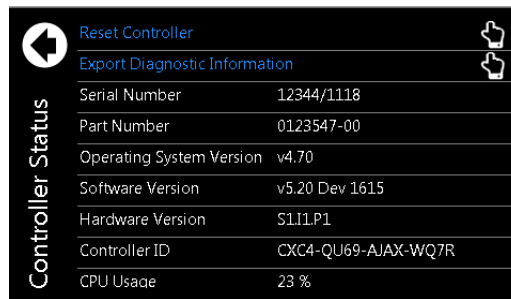 Controller Status
Reset Controller
Export Diagnostic Information
Serial Number 12344/1118
Part Number 0123547-00
Operating System Version v4.70
Software Version v5.20 Dev 1615
Hardware Version S1.I1.P1
Controller ID CXC4-QU69-AJAX-WQ7R
CPU Usage 23 %